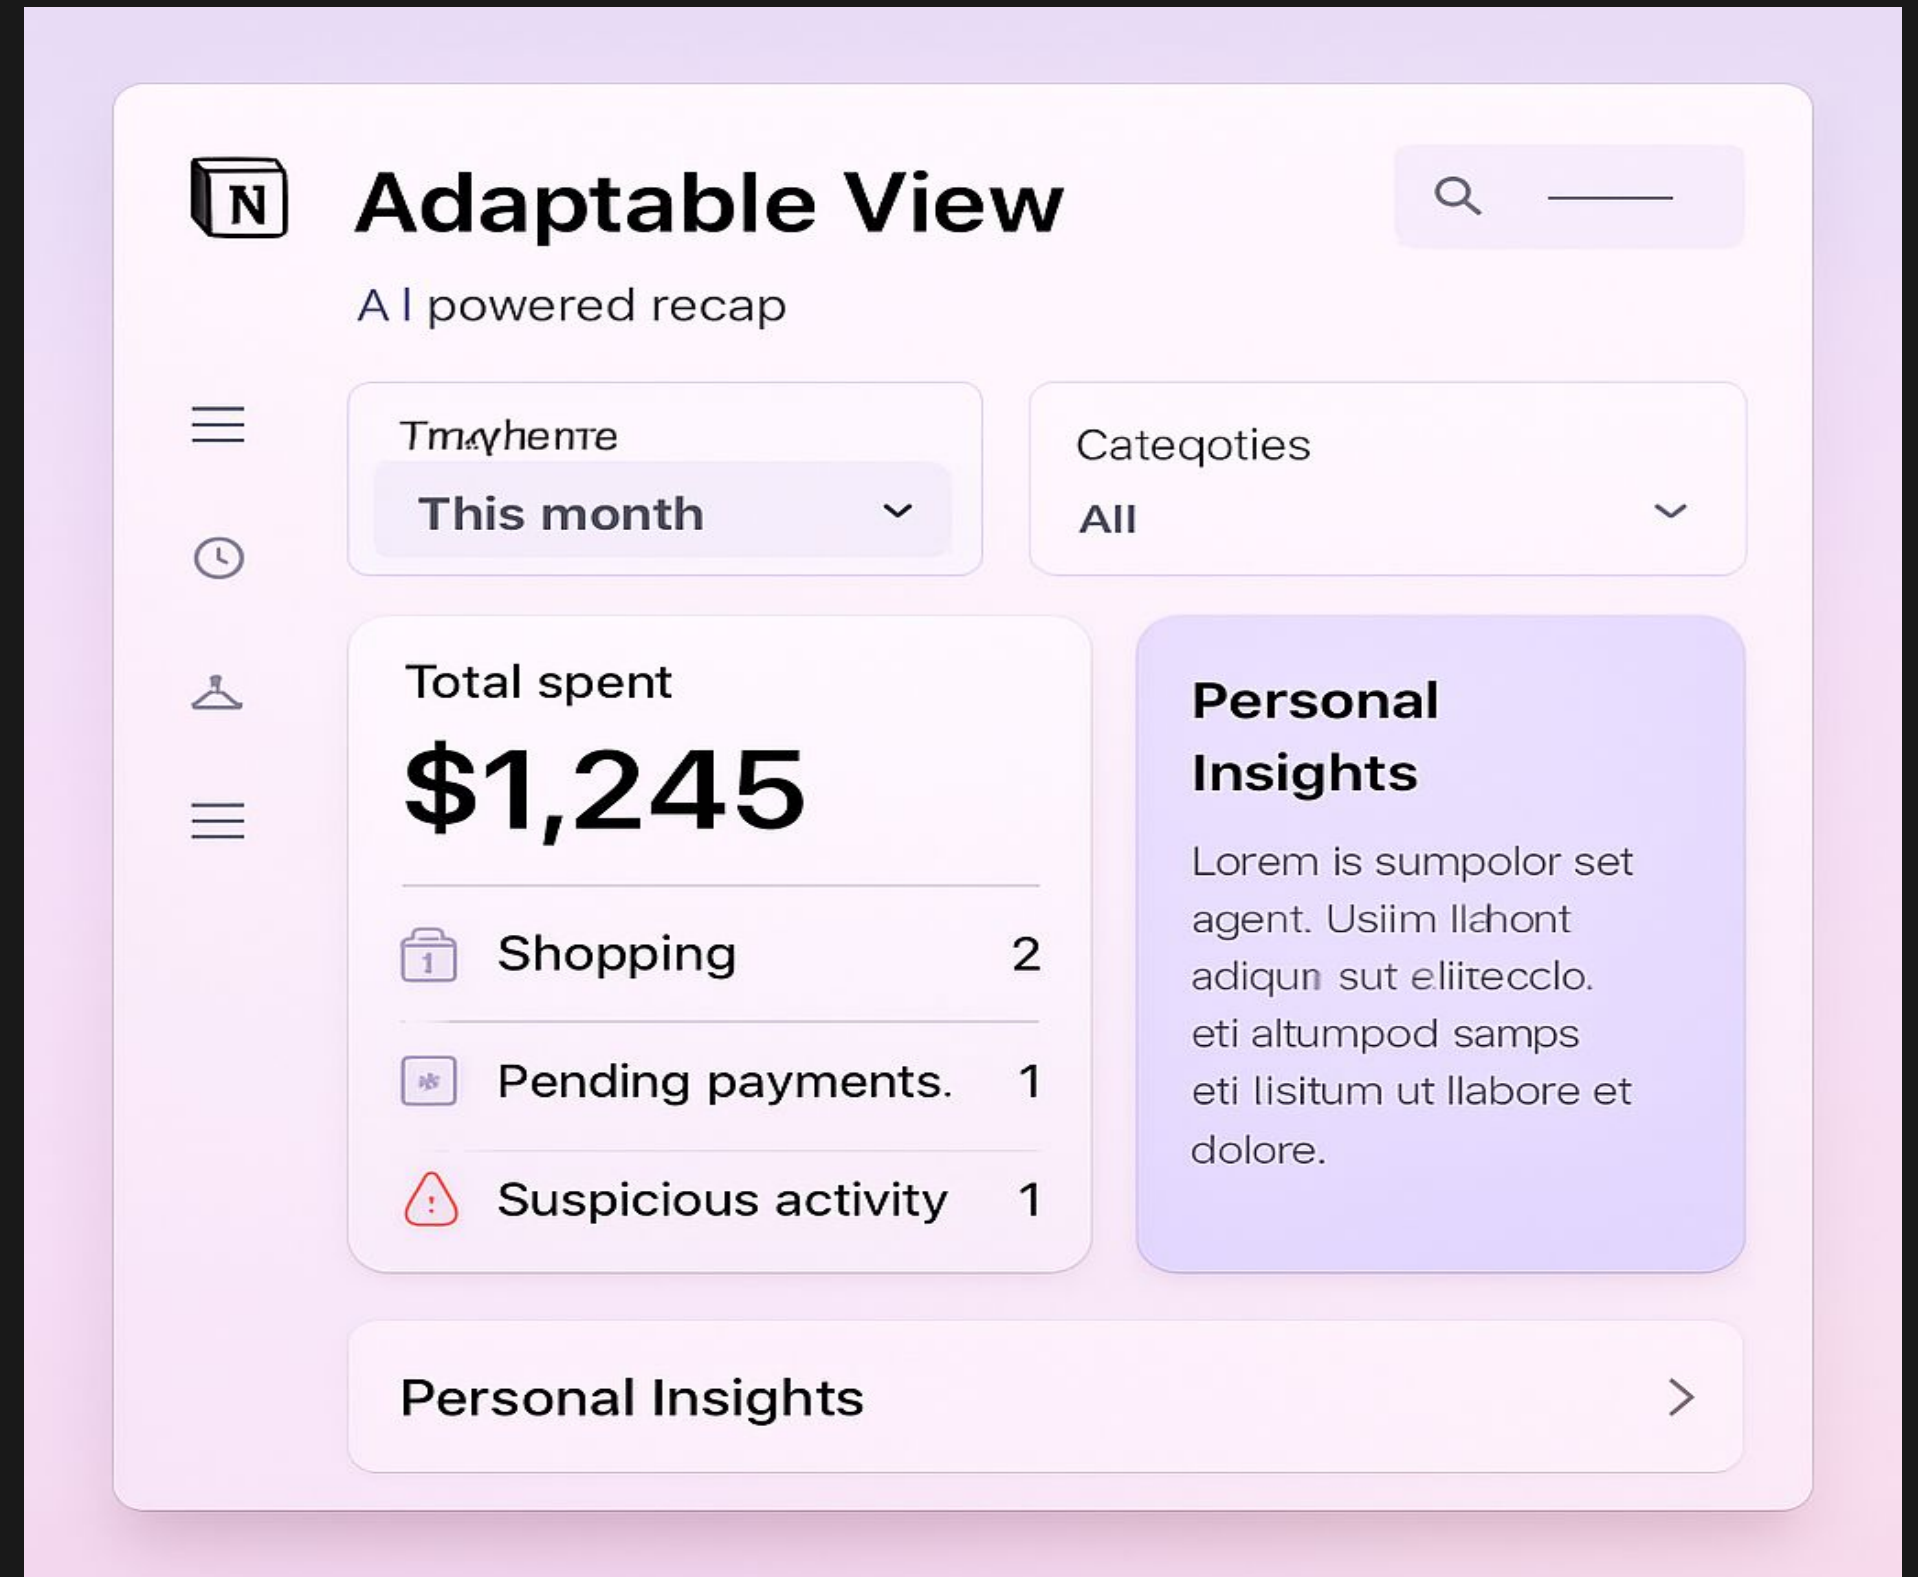 N
Adaptable View
A l powered recap
This month
Cateqoties
All
Total spent
$1,245
1
Shopping
2
Pending payments.
1
Suspicious activity
1
Personal
Insights
Lorem is sumpolor set
agent. Usiim llahont
adiqun sut eliitecclo.
eti altumpod samps
eti lisitum ut llabore et
dolore.
Personal Insights